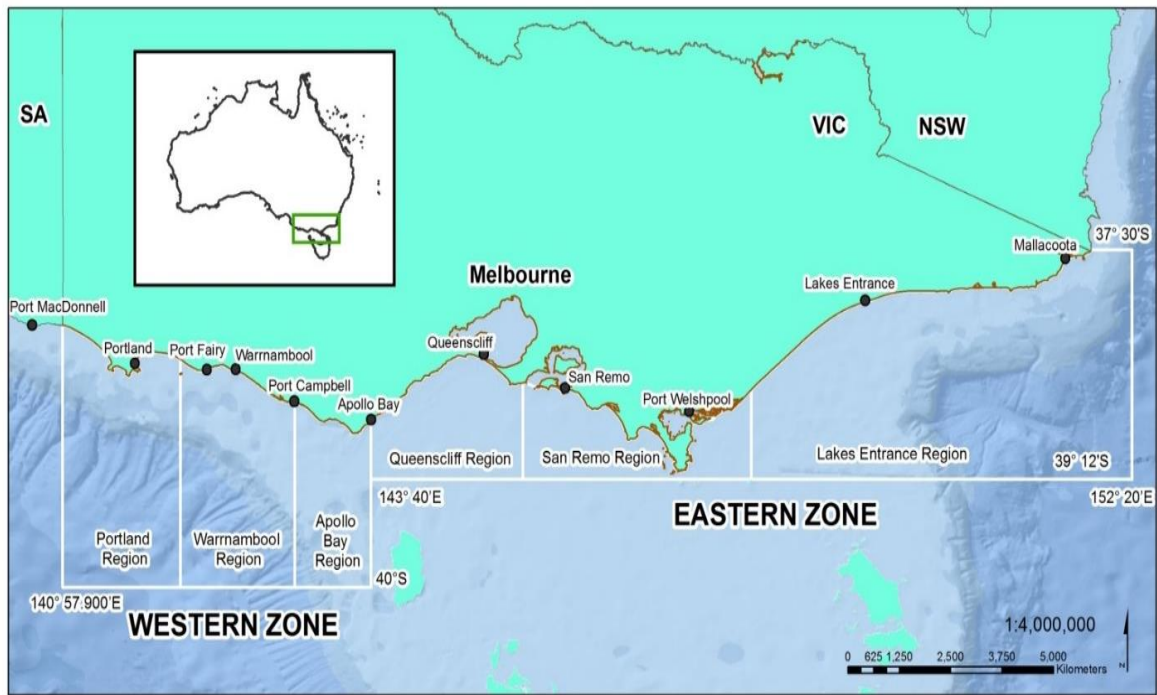 SA
VIC
NSW
37° 30'S
Mallacoota
Melbourne
Lakes Entrance
Port MacDonnell
Portland
Port Fairy
Warrnambool
Queenscliff
San Remo
Port Campbell
Apollo Bay
Port Welshpool
Queenscliff Region
San Remo Region
Lakes Entrance Region
39° 12'S
143° 40'E
152° 20'E
EASTERN ZONE
Portland
Region
Warrnambool
Region
Apollo
Bay
Region
40°S
140° 57.900'E
WESTERN ZONE
1:4,000,000
0 625 1,250 2,500 3,750 5,000
Kilometers
N